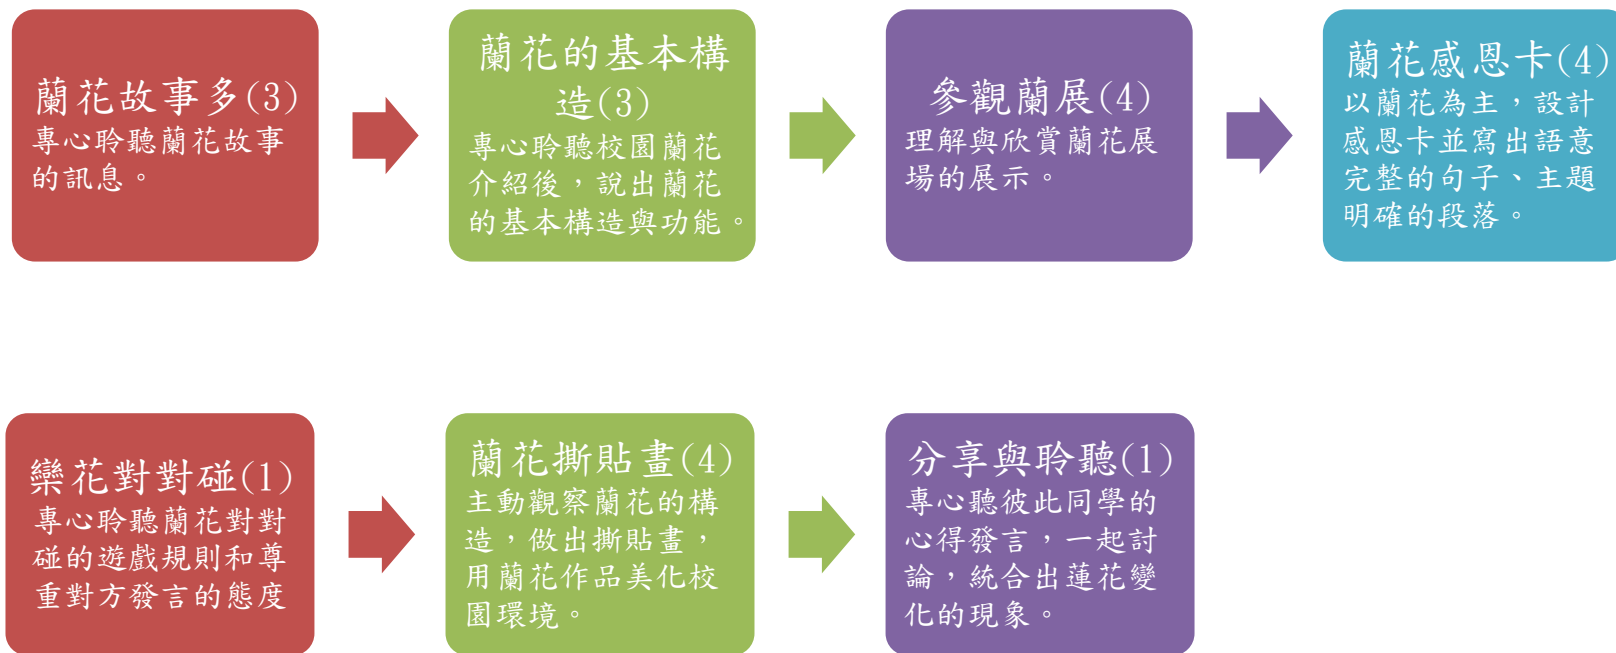 蘭花故事多(3)
專心聆聽蘭花故事
的訊息。
蘭花的基本構
造(3)
專心聆聽校園蘭花
介紹後，說出蘭花
的基本構造與功能。
參觀蘭展(4)
理解與欣賞蘭花展
場的展示。
蘭花感恩卡(4)
以蘭花為主，設計
感恩卡並寫出語意
完整的句子、主題
明確的段落。
欒花對對碰(1)
專心聆聽蘭花對對
碰的遊戲規則和尊
重對方發言的態度
蘭花撕貼畫(4)
主動觀察蘭花的構
造，做出撕貼畫，
用蘭花作品美化校
園環境。
分享與聆聽(1)
專心聽彼此同學的
心得發言，一起討
論，統合出蓮花變
化的現象。